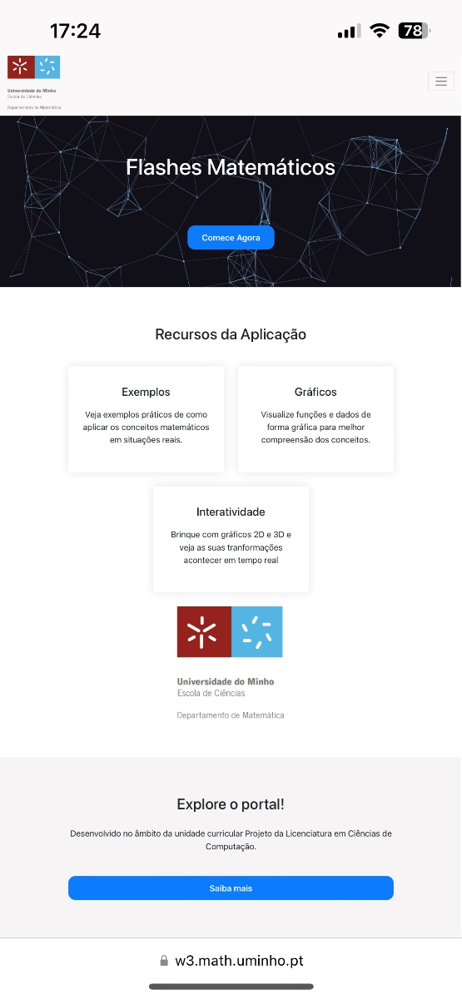 17:24
78
Universidade do Minho
Escola de Ciências
Departamento de Matemática
Flashes Matemáticos
Comece Agora
Recursos da Aplicação
Exemplos
Veja exemplos práticos de como
aplicar os conceitos matemáticos
em situações reais.
Gráficos
Visualize funções e dados de
forma gráfica para melhor
compreensão dos conceitos.
Interatividade
Brinque com gráficos 2D e 3D e
veja as suas tranformações
acontecer em tempo real
Universidade do Minho
Escola de Ciências
Departamento de Matemática
Explore o portal!
Desenvolvido no âmbito da unidade curricular Projeto da Licenciatura em Ciências de
Computação.
Saiba mais
w3.math.uminho.pt